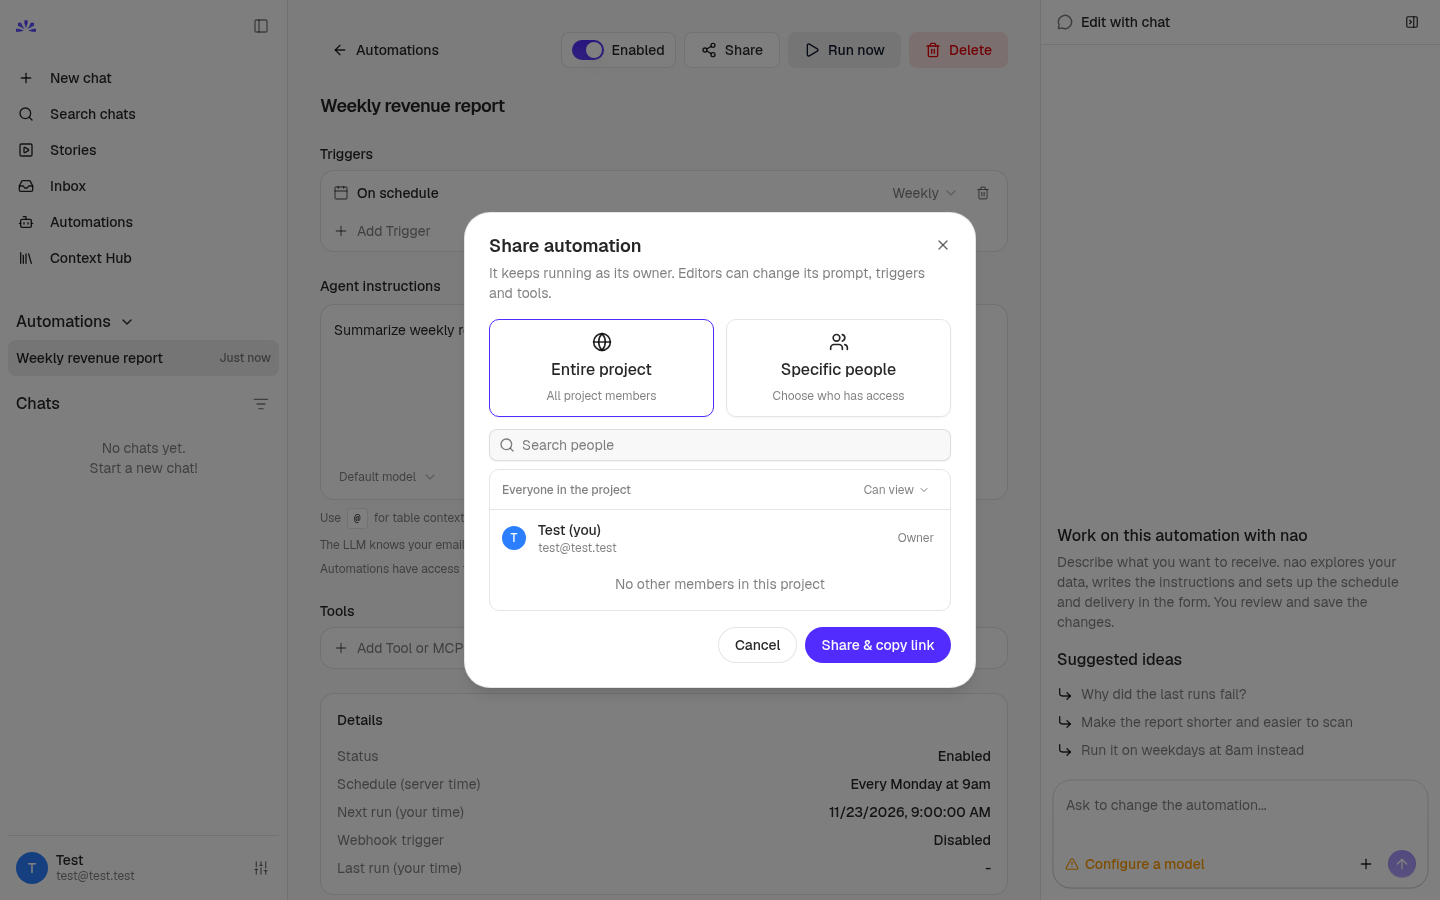 New chat
Search chats
Stories
Inbox
Automations
Context Hub
Automations
Weekly revenue report
Just now
Chats
No chats yet.
Start a new chat!
T
Test
test@test.test
Automations
Enabled
Share
Run now
Delete
Weekly revenue report
Triggers
On schedule
Weekly
Add Trigger
Agent instructions
Summarize weekly r
Default model
Use @ for table context
The LLM knows your email
Automations have access
Tools
Add Tool or MCP
Details
Status
Enabled
Schedule (server time)
Every Monday at 9am
Next run (your time)
11/23/2026, 9:00:00 AM
Webhook trigger
Disabled
Last run (your time)
-
Share automation
It keeps running as its owner. Editors can change its prompt, triggers
and tools.
Entire project
All project members
Specific people
Choose who has access
Search people
Everyone in the project
Can view
T
Test (you)
test@test.test
Owner
No other members in this project
Cancel
Share & copy link
Edit with chat
Work on this automation with nao
Describe what you want to receive. nao explores your
data, writes the instructions and sets up the schedule
and delivery in the form. You review and save the
changes.
Suggested ideas
Why did the last runs fail?
Make the report shorter and easier to scan
Run it on weekdays at 8am instead
Ask to change the automation...
Configure a model